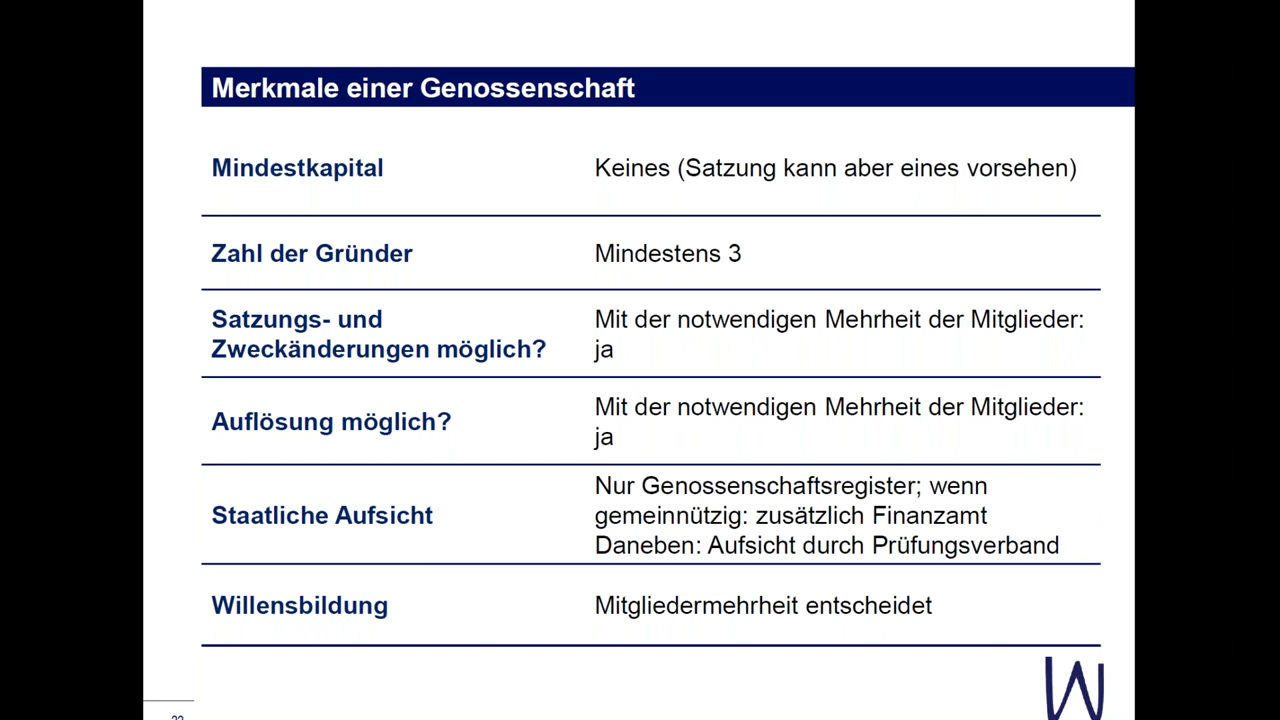 Merkmale einer Genossenschaft
Mindestkapital
Keines (Satzung kann aber eines vorsehen)
Zahl der Gründer
Mindestens 3
Satzungs- und
Zweckänderungen möglich?
Mit der notwendigen Mehrheit der Mitglieder:
ja
Auflösung möglich?
Mit der notwendigen Mehrheit der Mitglieder:
ja
Staatliche Aufsicht
Nur Genossenschaftsregister; wenn
gemeinnützig: zusätzlich Finanzamt
Daneben: Aufsicht durch Prüfungsverband
Willensbildung
Mitgliedermehrheit entscheidet
W